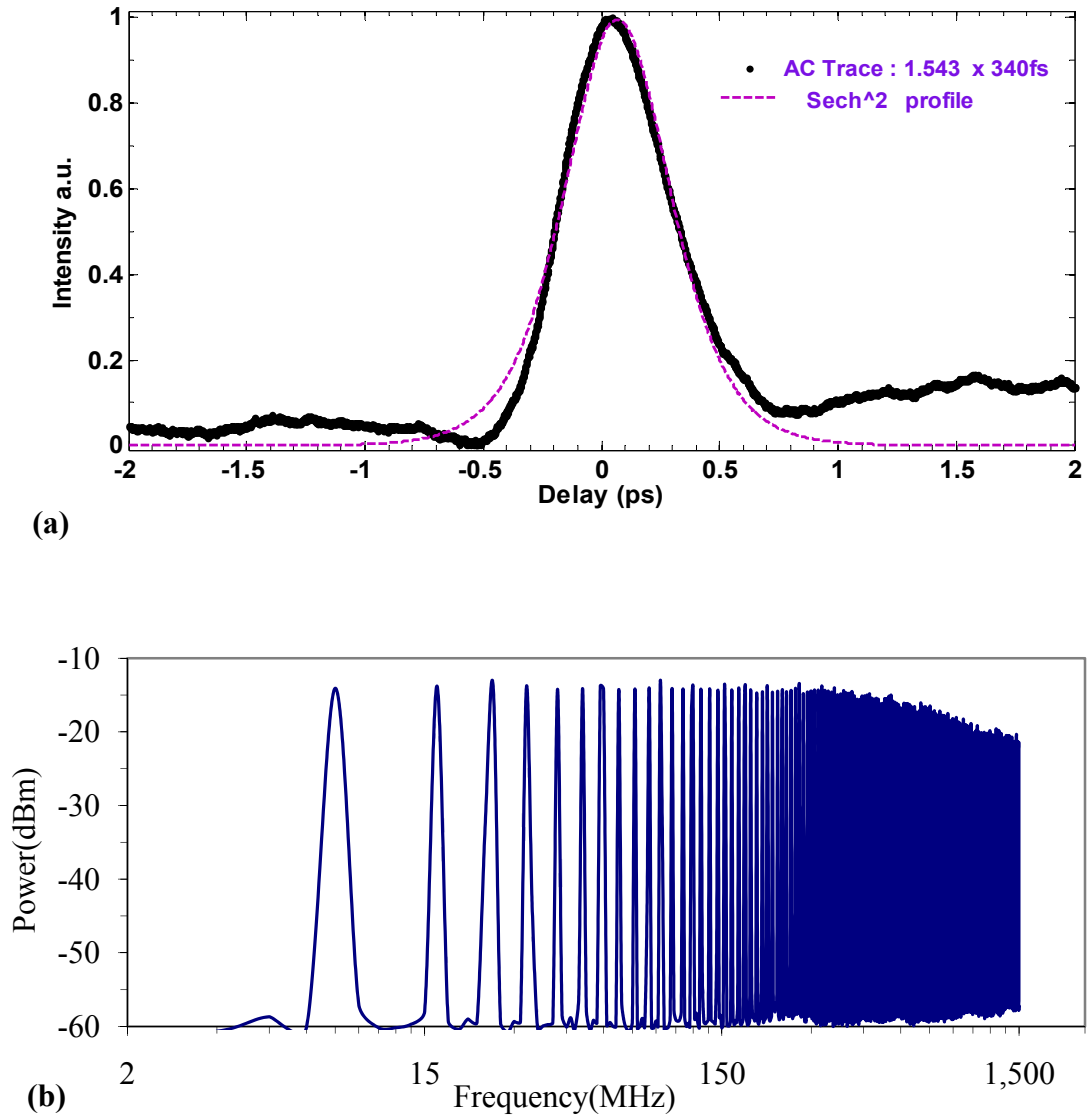 1
0.8
0.6
0.4
0.2
0
Intensity a.u.
AC Trace : 1.543 x 340fs
Sech^2 profile
-2 -1.5 -1 -0.5 0 0.5 1 1.5 2
Delay (ps)
(a)
-10
-20
-30
-40
-50
-60
Power(dBm)
2 15 150 1,500
Frequency(MHz)
(b)